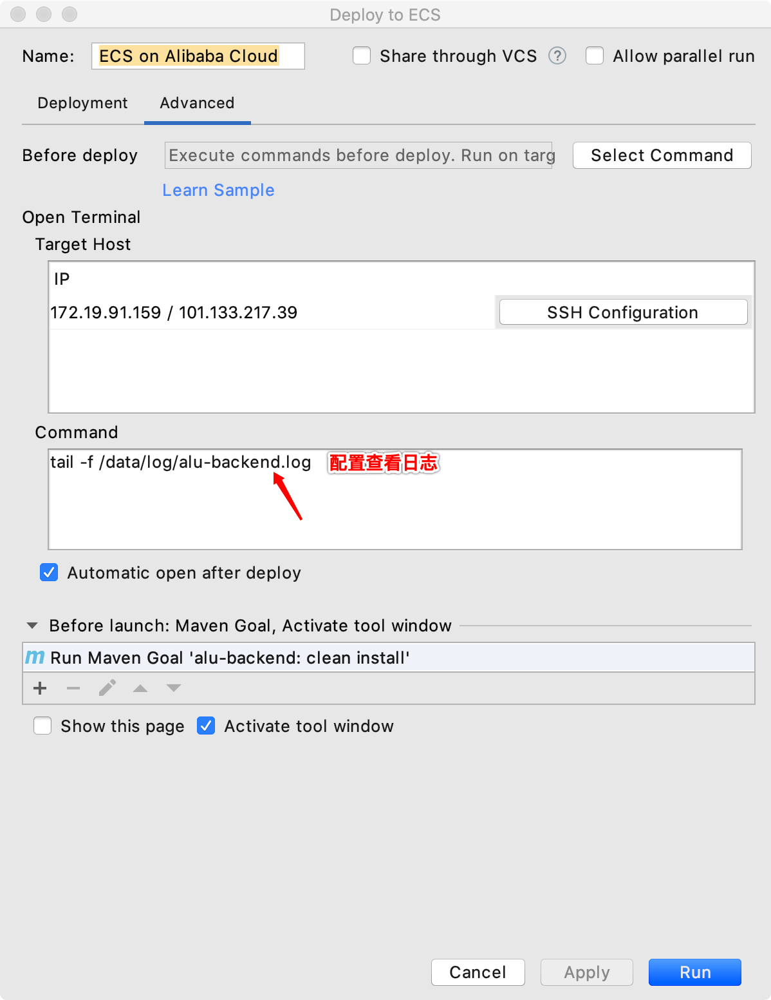 Deploy to ECS
Name: ECS on Alibaba Cloud Share through VCS ? Allow parallel run
Deployment Advanced
Before deploy Execute commands before deploy. Run on targ Select Command
Learn Sample
Open Terminal
Target Host
IP
172.19.91.159 / 101.133.217.39 SSH Configuration
Command
tail -f /data/log/alu-backend.log 配置查看日志
Automatic open after deploy
Before launch: Maven Goal, Activate tool window
m Run Maven Goal 'alu-backend: clean install'
Show this page Activate tool window
Cancel Apply Run